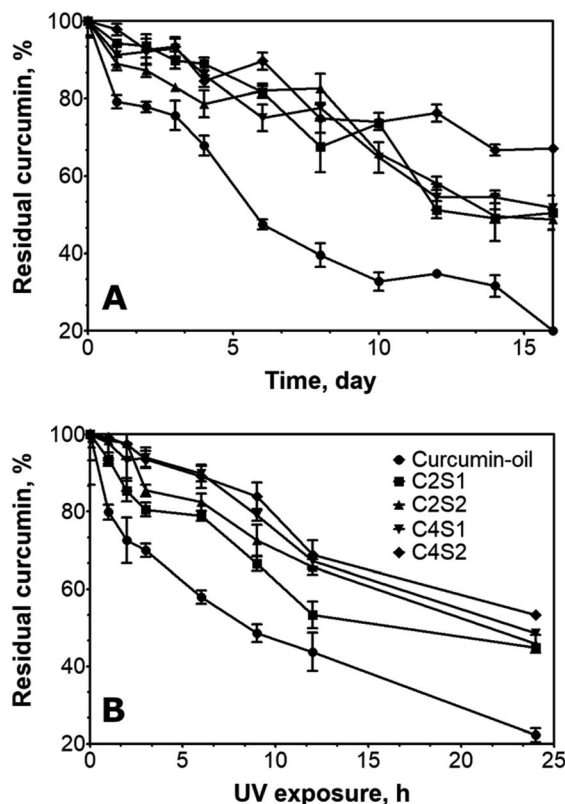 Residual curcumin, %
100
80
60
40
20
A
0
5
10
15
Time, day
Residual curcumin, %
100
80
60
40
20
Curcumin-oil
C2S1
C2S2
C4S1
C4S2
B
0
5
10
15
20
25
UV exposure, h